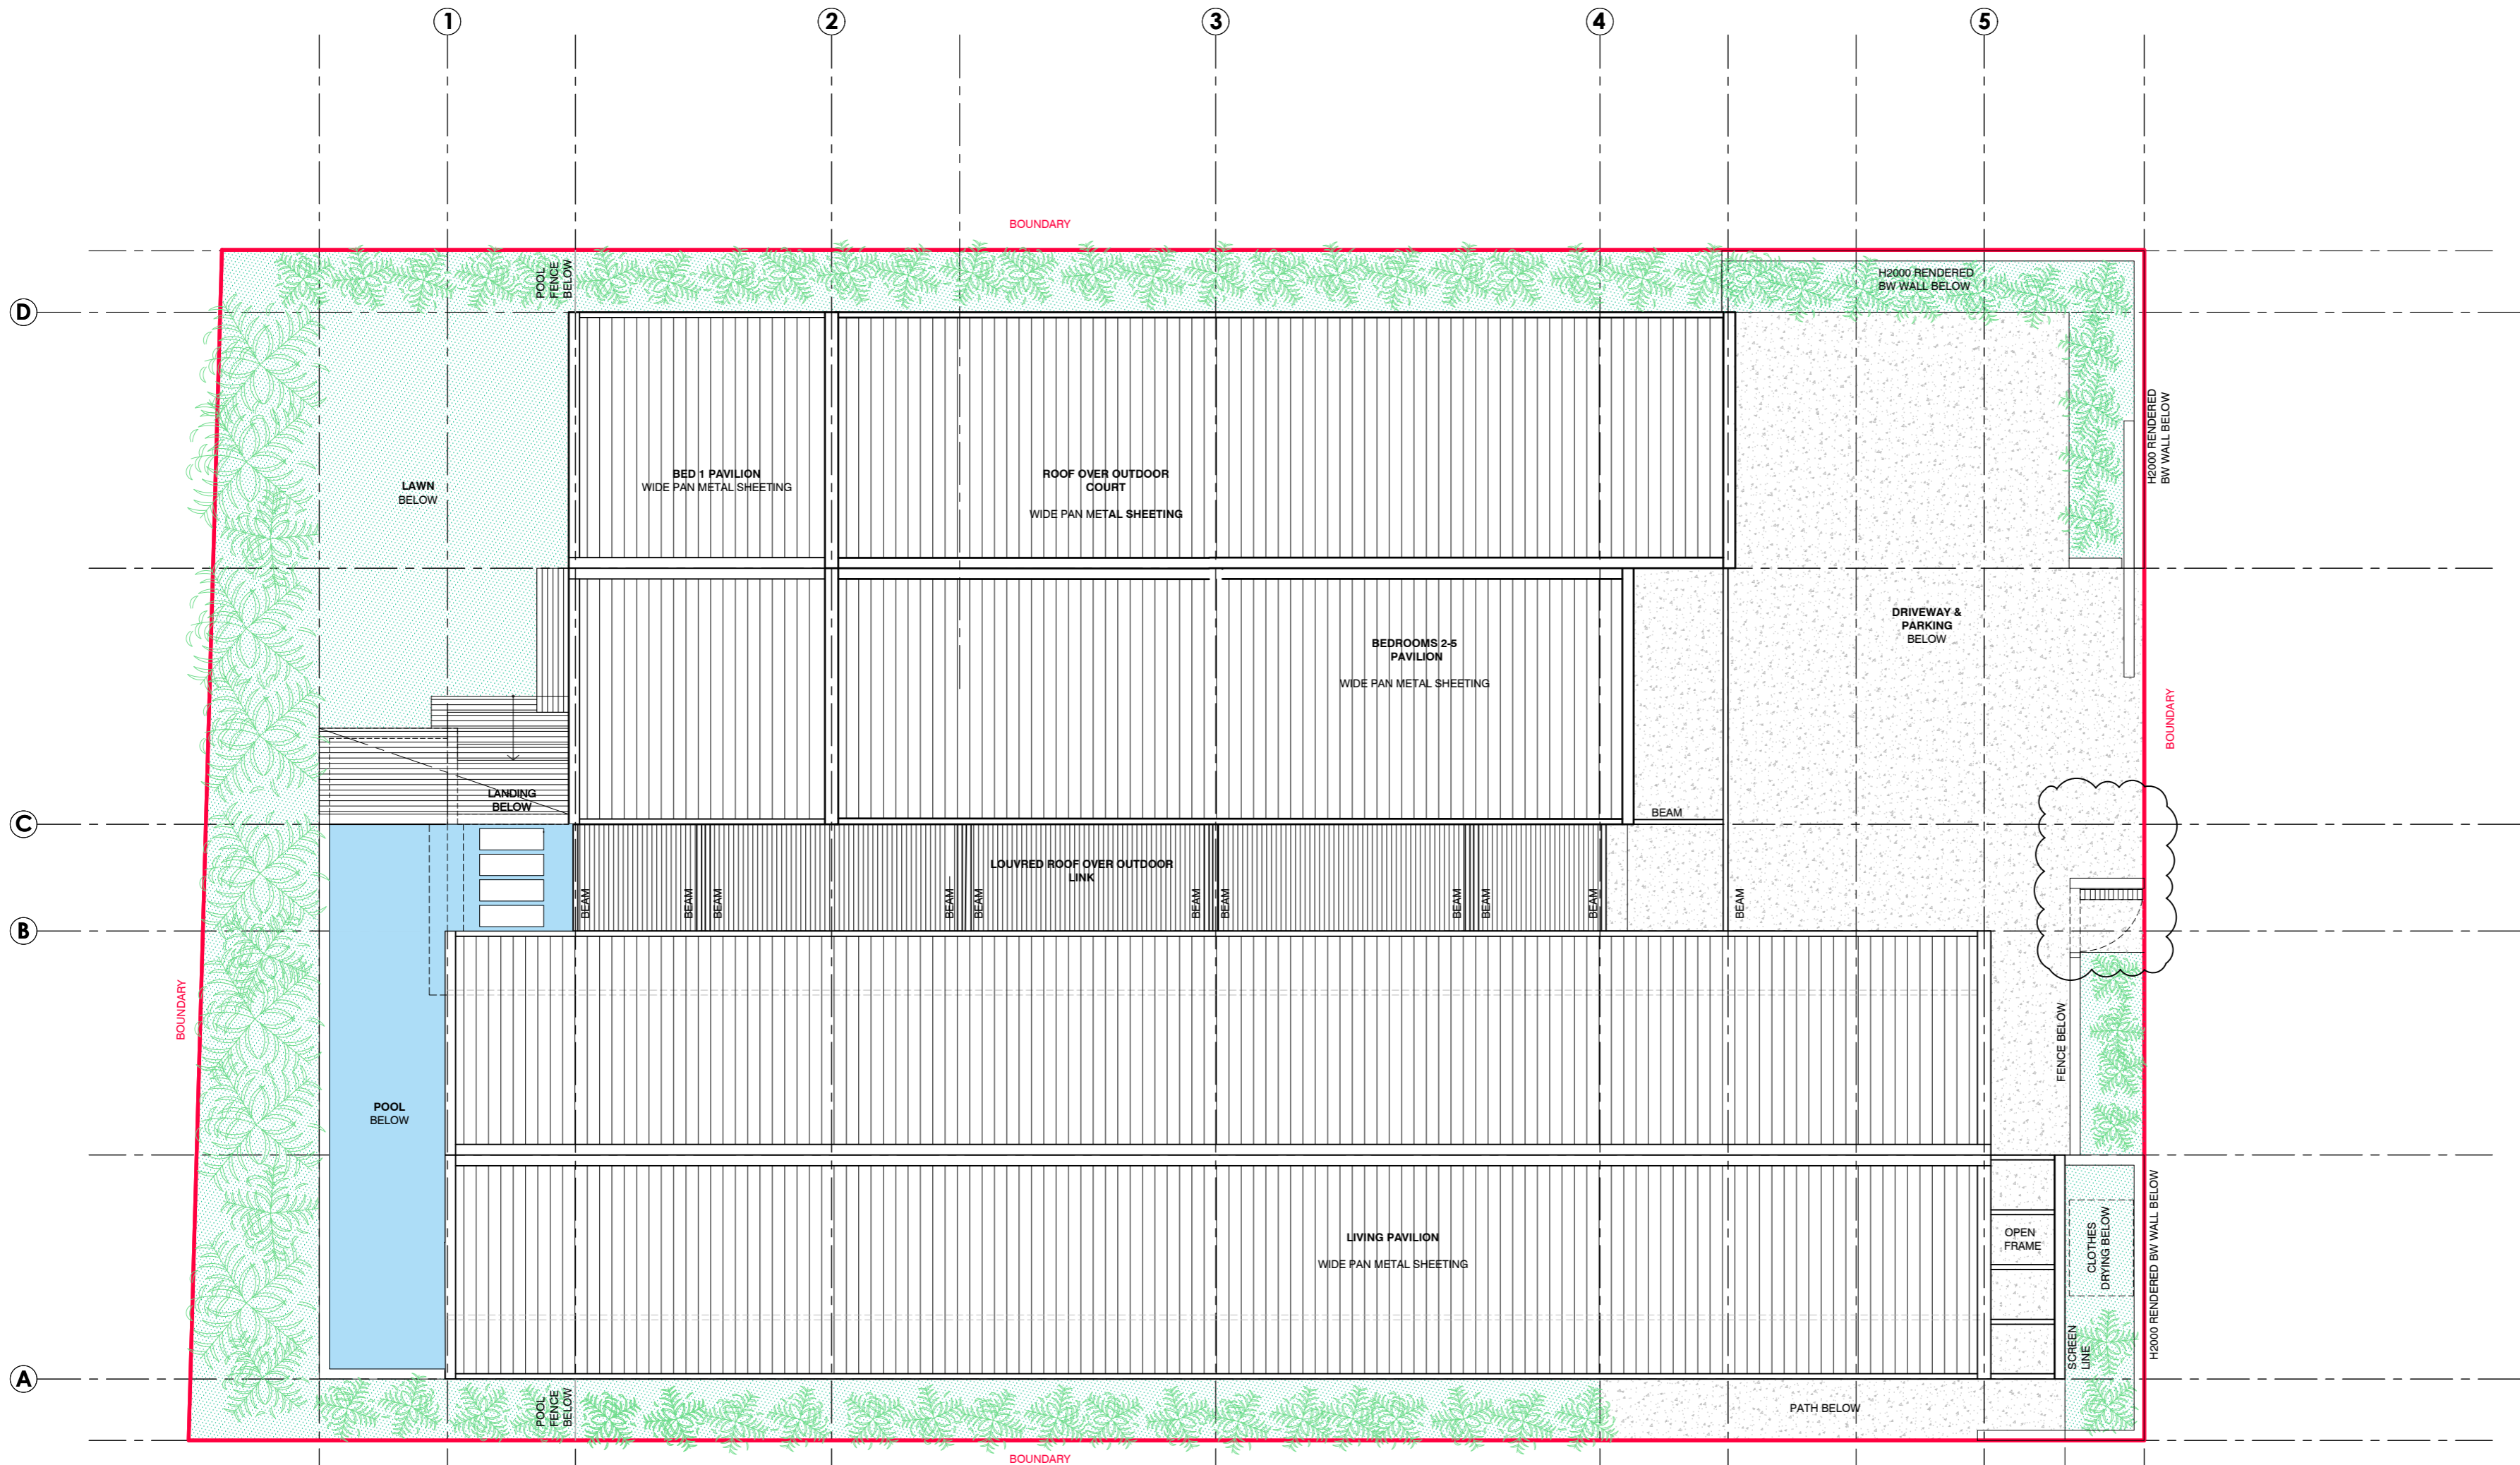 1
2
3
4
5
BOUNDARY
POOL
FENCE
BELOW
H2000 RENDERED
BW WALL BELOW
D
H2000 RENDERED
BW WALL BELOW
LAWN
BELOW
BED 1 PAVILION
WIDE PAN METAL SHEETING
ROOF OVER OUTDOOR
COURT
WIDE PAN METAL SHEETING
DRIVEWAY &
PARKING
BELOW
BEDROOMS 2-5
PAVILION
WIDE PAN METAL SHEETING
BOUNDARY
LANDING
BELOW
BEAM
C
LOUVRED ROOF OVER OUTDOOR
LINK
BEAM
BEAM
BEAM
BEAM
BEAM
BEAM
BEAM
BEAM
BEAM
BEAM
BEAM
B
BOUNDARY
FENCE BELOW
POOL
BELOW
LIVING PAVILION
WIDE PAN METAL SHEETING
OPEN
FRAME
CLOTHES
DRYING BELOW
H2000 RENDERED BW WALL BELOW
SCREEN
LINE
A
POOL
FENCE
BELOW
PATH BELOW
BOUNDARY